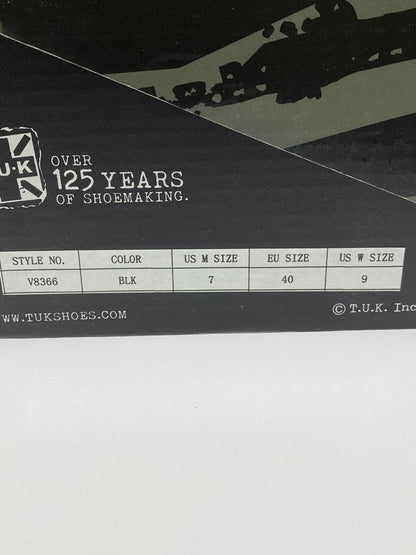 U·K
OVER
125 YEARS
OF SHOEMAKING.
STYLE NO. COLOR US M SIZE EU SIZE US W SIZE
V8366 BLK 7 40 9
WWW.TUKSHOES.COM
© T.U.K. Inc